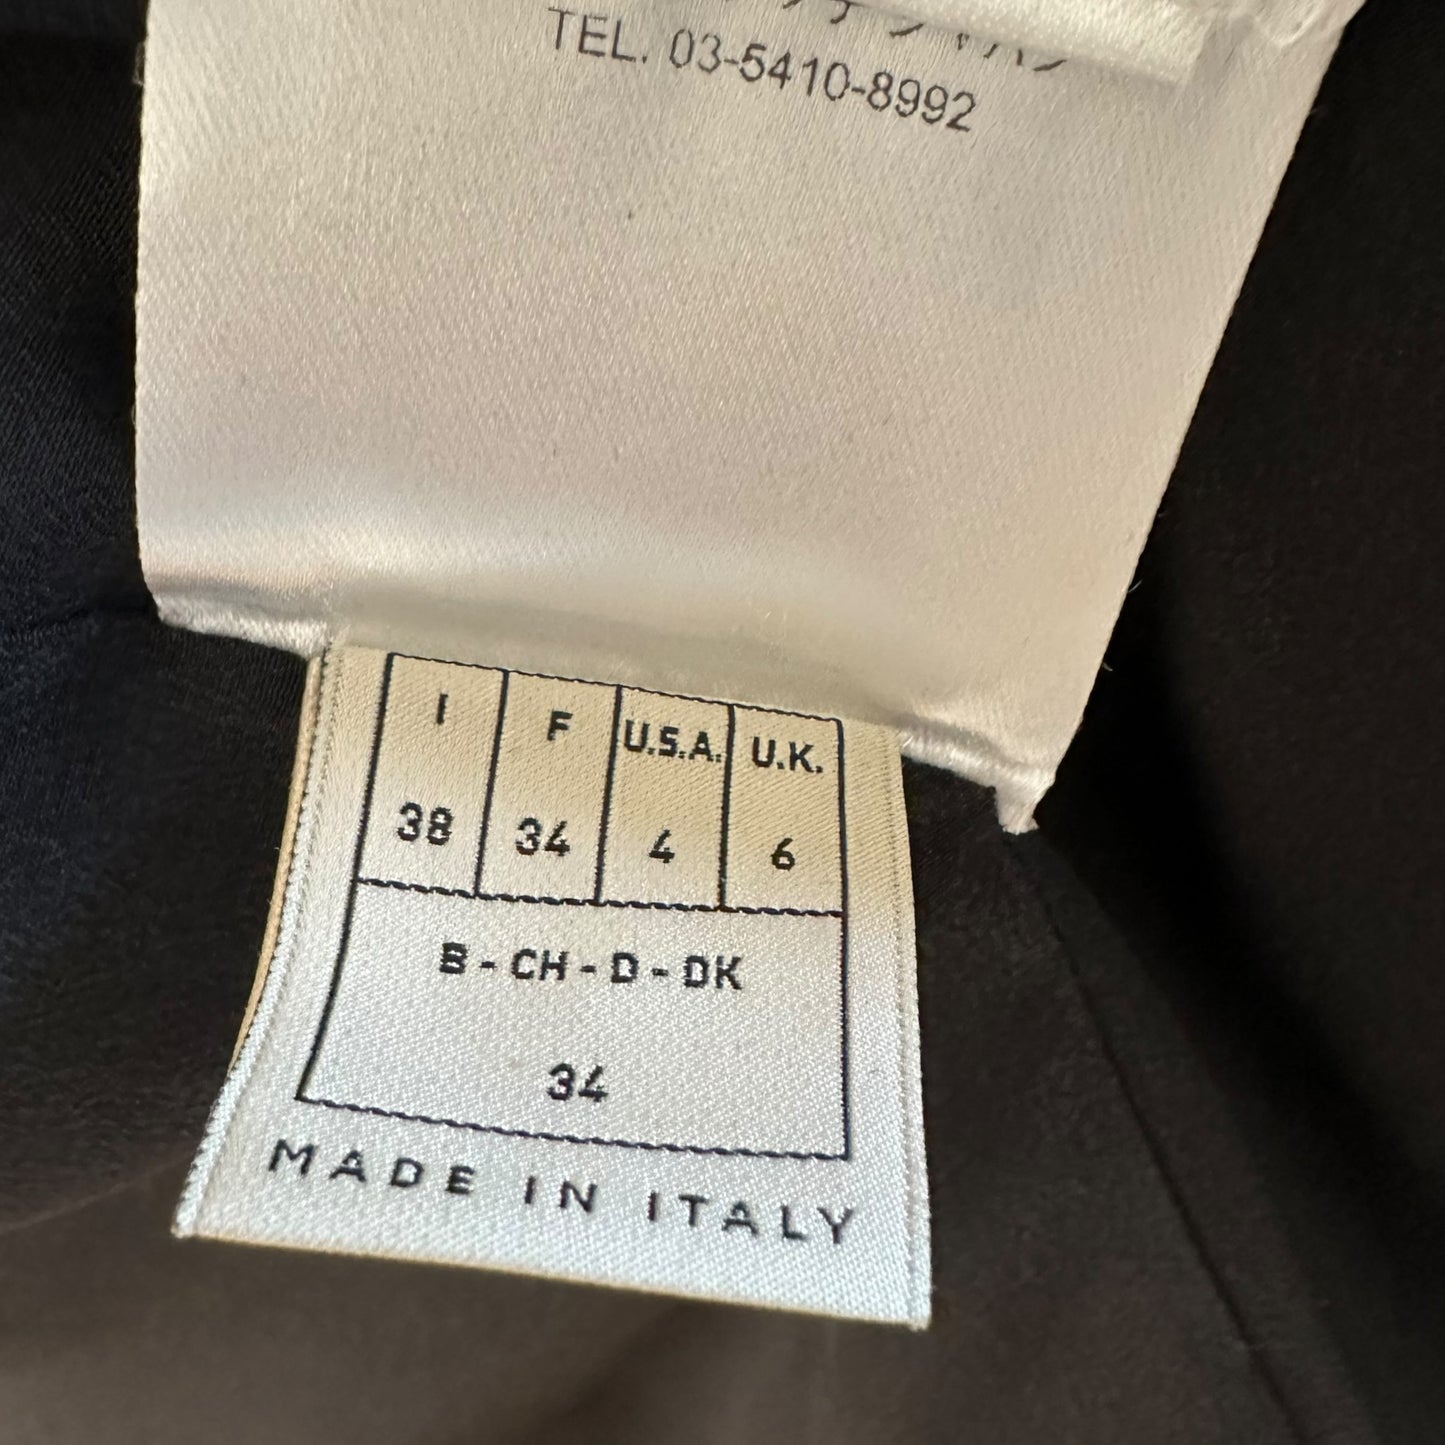 TEL. 03-5410-8992
I F U.S.A. U.K.
38 34 4 6
B - CH - D - DK
34
MADE IN ITALY